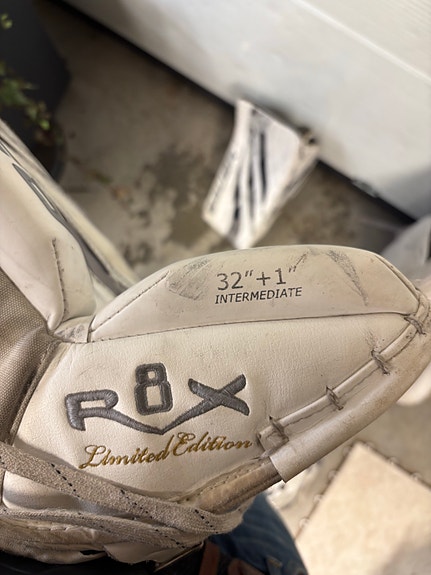 32"+1"
INTERMEDIATE
R8X
Limited Edition